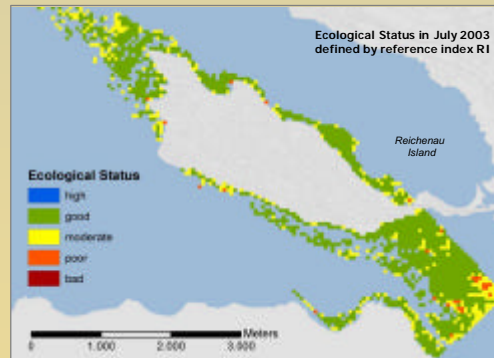 Ecological Status in July 2003
defined by reference index RI
Reichenau
Island
Ecological Status
high
good
moderate
poor
bad
Meters
0 1.000 2.000 3.000